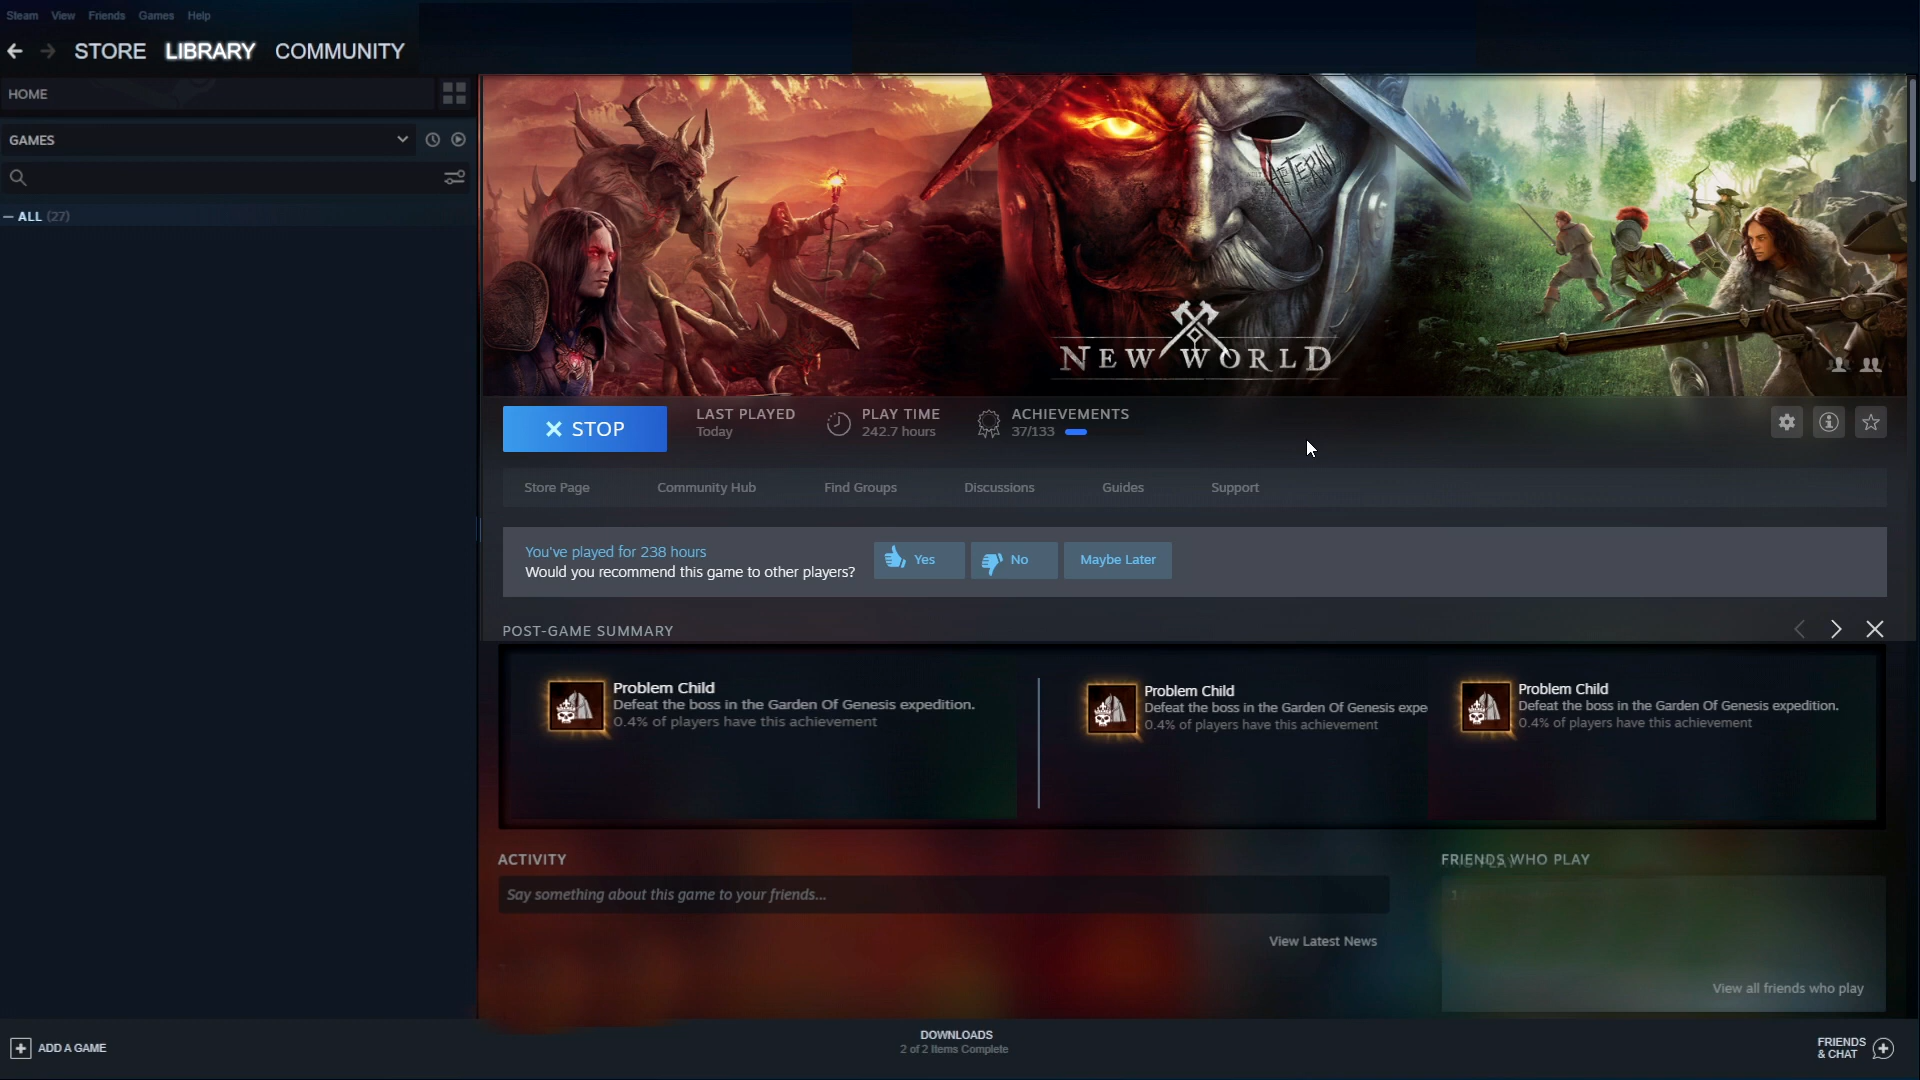 Steam View Friends Games Help
STORE LIBRARY COMMUNITY
HOME
GAMES
ALL (27)
AETERNUM
NEW WORLD
STOP
LAST PLAYED
Today
PLAY TIME
242.7 hours
ACHIEVEMENTS
37/133
Store Page Community Hub Find Groups Discussions Guides Support
You've played for 238 hours
Would you recommend this game to other players?
Yes
No
Maybe Later
POST-GAME SUMMARY
Problem Child
Defeat the boss in the Garden Of Genesis expedition.
0.4% of players have this achievement
Problem Child
Defeat the boss in the Garden Of Genesis expe
0.4% of players have this achievement
Problem Child
Defeat the boss in the Garden Of Genesis expedition.
0.4% of players have this achievement
ACTIVITY
Say something about this game to your friends...
View Latest News
FRIENDS WHO PLAY
View all friends who play
ADD A GAME
DOWNLOADS
2 of 2 Items Complete
FRIENDS
& CHAT